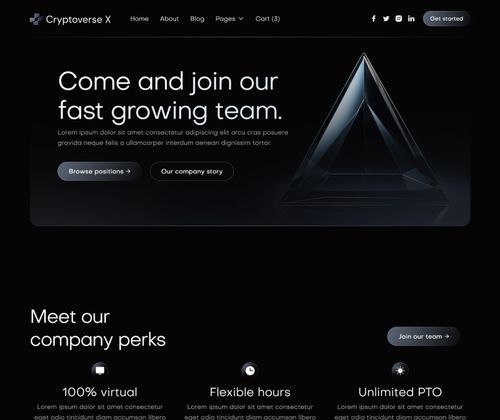 Cryptoverse X Home About Blog Pages Cart (3) Get started
Come and join our
fast growing team.
Lorem ipsum dolor sit amet consectetur adipiscing elit arcu cras posuere
gravida neque felis a ullamcorper interdum aenean dignissim tortor.
Browse positions → Our company story
Meet our
company perks
Join our team →
100% virtual Flexible hours Unlimited PTO
Lorem ipsum dolor sit amet consectetur Lorem ipsum dolor sit amet consectetur Lorem ipsum dolor sit amet consectetur
eget odio tincidunt diam accumsan libero eget odio tincidunt diam accumsan libero eget odio tincidunt diam accumsan libero